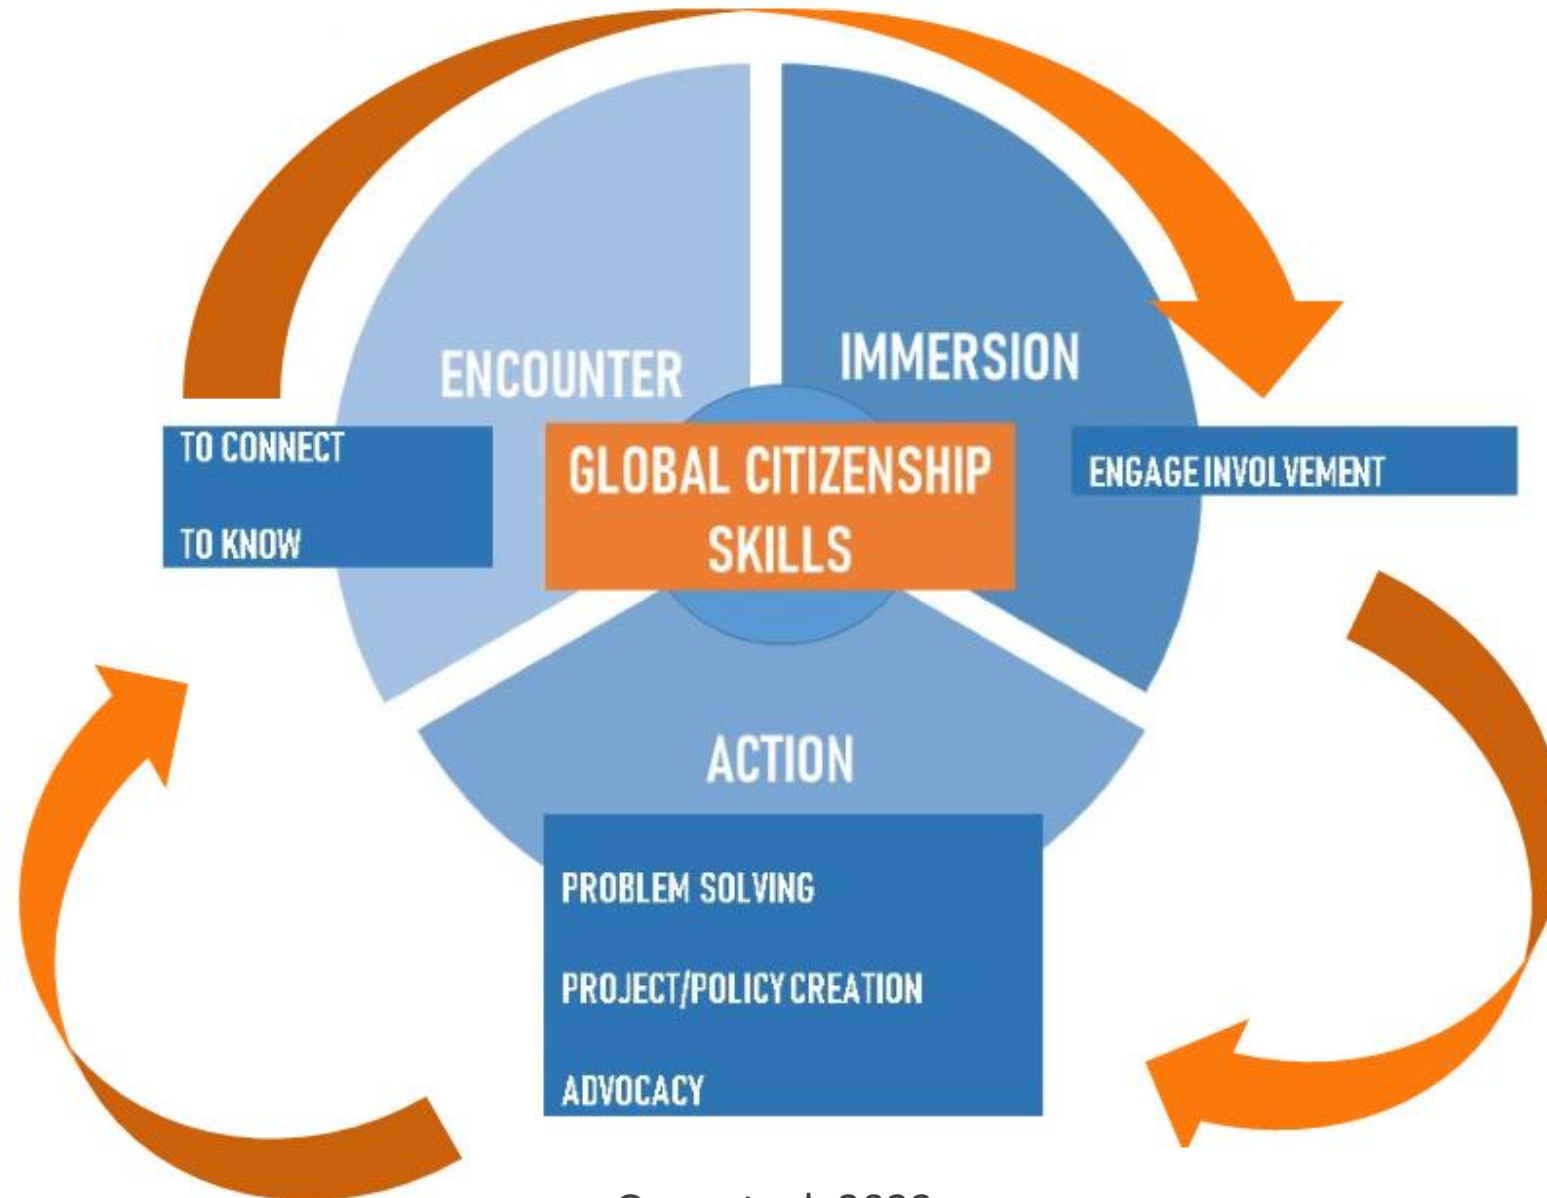 ENCOUNTER
IMMERSION
TO CONNECT
TO KNOW
GLOBAL CITIZENSHIP
SKILLS
ENGAGE INVOLVEMENT
ACTION
PROBLEM SOLVING
PROJECT/POLICY CREATION
ADVOCACY